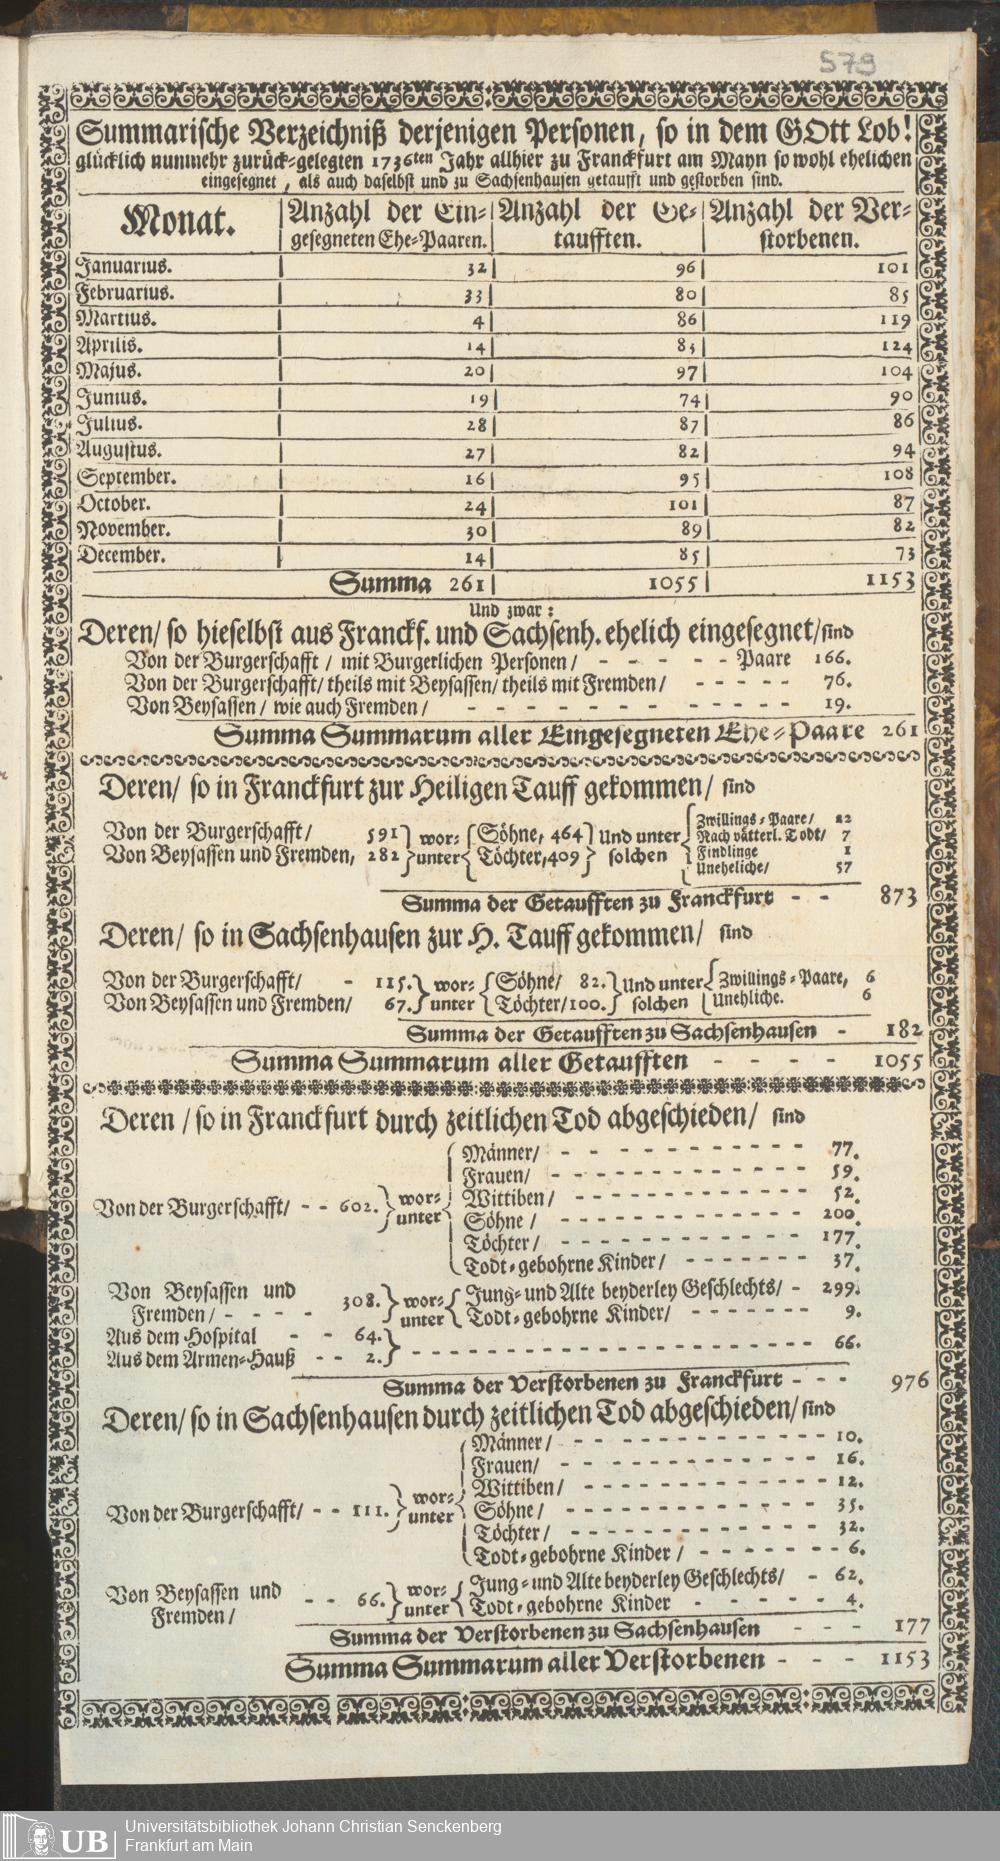 579
Summarische Verzeichniß derjenigen Personen, so in dem GOtt Lob!
glücklich nunmehr zurück-gelegten 1736ten Jahr allhier zu Franckfurt am Mayn so wohl ehelichen
eingesegnet, als auch daselbst und zu Sachsenhausen getaufft und gestorben sind.
Monat. Anzahl der Ein- Anzahl der Ge- Anzahl der Ver-
gesegneten Ehe-Paaren. taufften. storbenen.
Januarius. 32 96 101
Februarius. 33 80 85
Martius. 4 86 119
Aprilis. 14 83 124
Majus. 20 97 104
Junius. 19 74 90
Julius. 28 87 86
Augustus. 27 82 94
September. 16 95 108
October. 24 101 87
November. 30 89 82
December. 14 85 73
Summa 261 1055 1153
Und zwar:
Deren/ so hieselbst aus Franckf. und Sachsenh. ehelich eingesegnet/ sind
Von der Burgerschafft / mit Burgerlichen Personen / - - - - - Paare 166.
Von der Burgerschafft/ theils mit Beysassen/ theils mit Fremden/ - - - - - 76.
Von Beysassen / wie auch Fremden / - - - - - - - - - - - 19.
Summa Summarum aller Eingesegneten Ehe-Paare 261
Deren/ so in Franckfurt zur Heiligen Tauff gekommen/ sind
Von der Burgerschafft/ 591 wor- Söhne, 464 Und unter Zwillings-Paare/ 22
Von Beysassen und Fremden, 282 unter Töchter, 409 solchen Nach vätterl. Todt/ 7
Findlinge 1
Uneheliche/ 57
Summa der Getaufften zu Franckfurt - - 873
Deren/ so in Sachsenhausen zur H. Tauff gekommen/ sind
Von der Burgerschafft/ - 115. wor- Söhne/ 82. Und unter Zwillings-Paare, 6
Von Beysassen und Fremden/ 67. unter Töchter/ 100. solchen Unehliche. 6
Summa der Getaufften zu Sachsenhausen - 182
Summa Summarum aller Getaufften - - - - 1055
Deren / so in Franckfurt durch zeitlichen Tod abgeschieden/ sind
Männer/ - - - - - - - - - - - 77.
Frauen/ - - - - - - - - - - - - 59.
Wittiben/ - - - - - - - - - - - 52.
Von der Burgerschafft/ - - 602. wor- unter Söhne / - - - - - - - - - - - 200.
Töchter / - - - - - - - - - - - 177.
Todt-gebohrne Kinder / - - - - - - 37.
Von Beysassen und 308. wor- Jung- und Alte beyderley Geschlechts/ - 299.
Fremden / - - - - unter Todt-gebohrne Kinder/ - - - - - - 9.
Aus dem Hospital - - 64.
Aus dem Armen-Hauß - - 2. - - - - - - - - - - - - - - - - - - - - 66.
Summa der Verstorbenen zu Franckfurt - - - 976
Deren/ so in Sachsenhausen durch zeitlichen Tod abgeschieden/ sind
Männer / - - - - - - - - - - - 10.
Frauen/ - - - - - - - - - - - 16.
Wittiben/ - - - - - - - - - - 12.
Von der Burgerschafft/ - - 111. wor- unter Söhne / - - - - - - - - - - - 35.
Töchter / - - - - - - - - - - - 32.
Todt-gebohrne Kinder / - - - - - - 6.
Von Beysassen und - - 66. wor- Jung- und Alte beyderley Geschlechts/ - 62.
Fremden / unter Todt-gebohrne Kinder - - - - - - 4.
Summa der Verstorbenen zu Sachsenhausen - - - 177
Summa Summarum aller Verstorbenen - - - 1153
UB Universitätsbibliothek Johann Christian Senckenberg
Frankfurt am Main